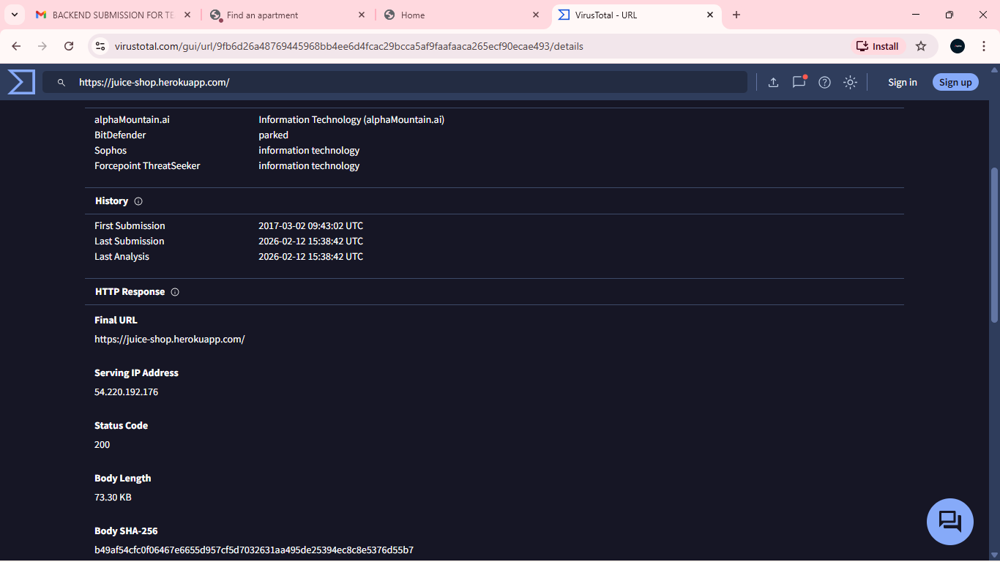 BACKEND SUBMISSION FOR TE
Find an apartment
Home
VirusTotal - URL
virustotal.com/gui/url/9fb6d26a48769445968bb4ee6d4fcac29bcca5af9faafaaca265ecf90ecae493/details
Install
https://juice-shop.herokuapp.com/
Sign in
Sign up
alphaMountain.ai Information Technology (alphaMountain.ai)
BitDefender parked
Sophos information technology
Forcepoint ThreatSeeker information technology
History
First Submission 2017-03-02 09:43:02 UTC
Last Submission 2026-02-12 15:38:42 UTC
Last Analysis 2026-02-12 15:38:42 UTC
HTTP Response
Final URL
https://juice-shop.herokuapp.com/
Serving IP Address
54.220.192.176
Status Code
200
Body Length
73.30 KB
Body SHA-256
b49af54cfc0f06467e6655d957cf5d7032631aa495de25394ec8c8e5376d55b7